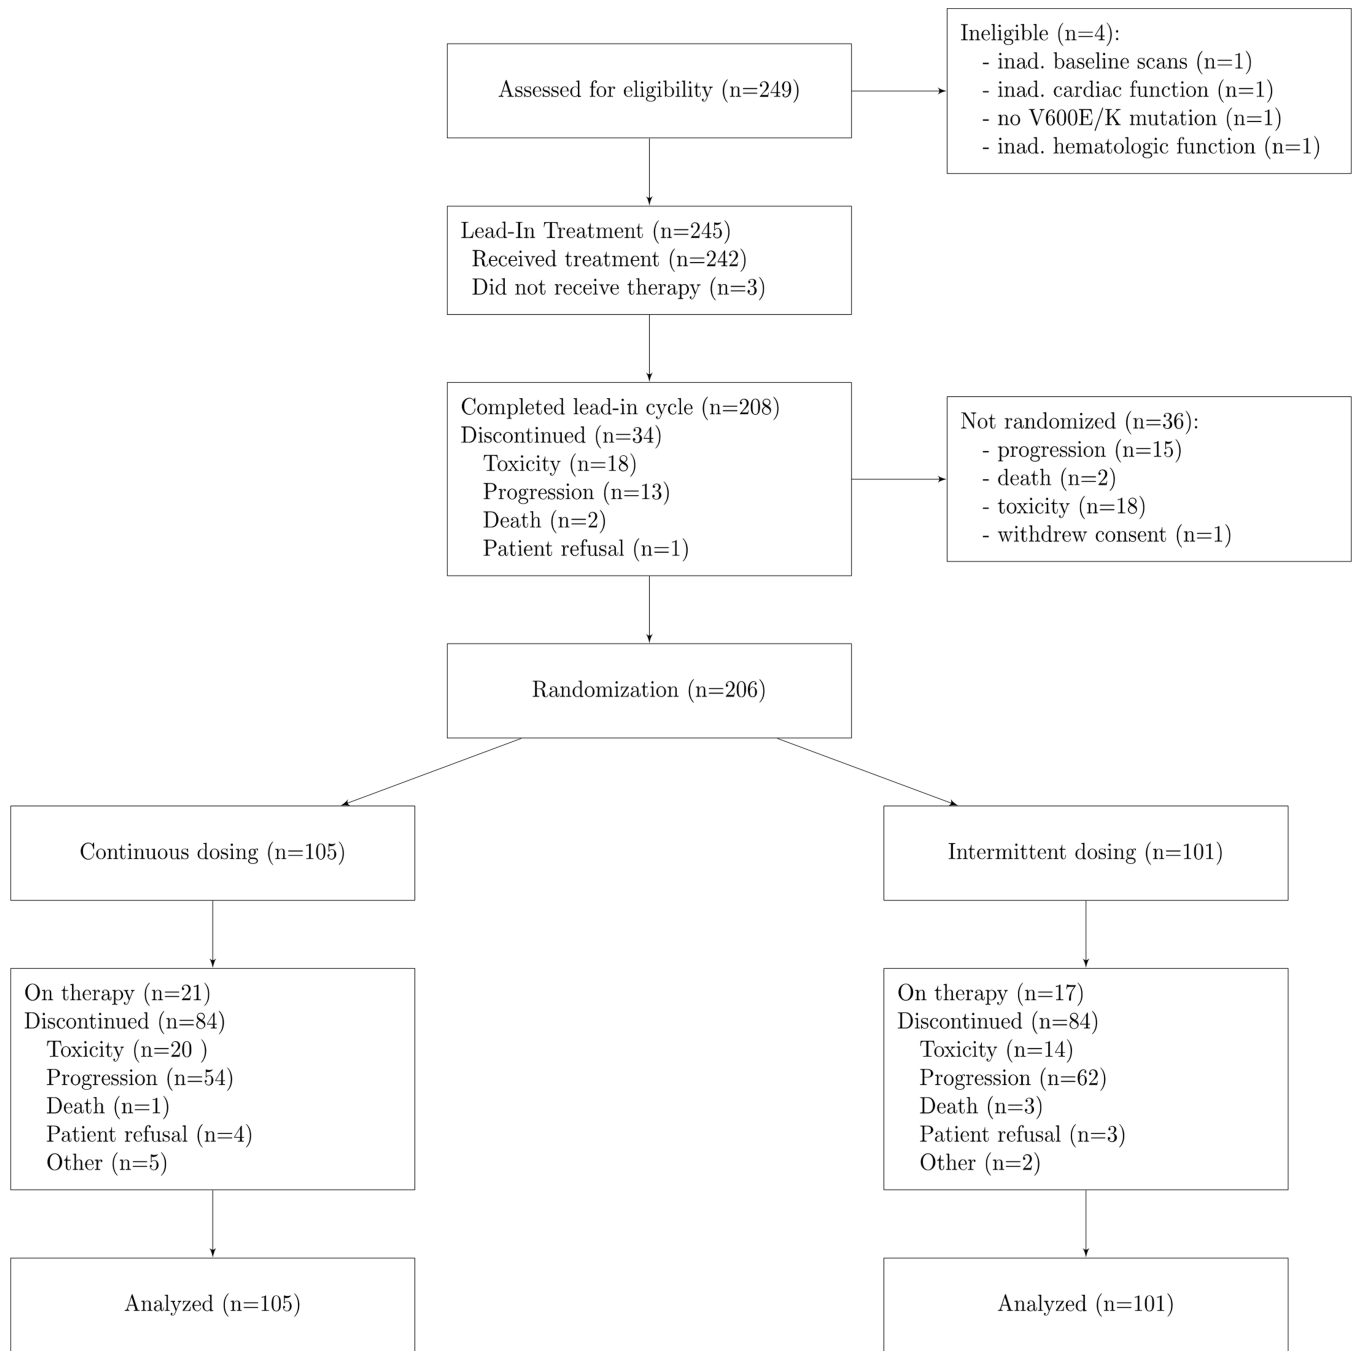 Assessed for eligibility (n=249)
Ineligible (n=4):
- inad. baseline scans (n=1)
- inad. cardiac function (n=1)
- no V600E/K mutation (n=1)
- inad. hematologic function (n=1)
Lead-In Treatment (n=245)
Received treatment (n=242)
Did not receive therapy (n=3)
Completed lead-in cycle (n=208)
Discontinued (n=34)
Toxicity (n=18)
Progression (n=13)
Death (n=2)
Patient refusal (n=1)
Not randomized (n=36):
- progression (n=15)
- death (n=2)
- toxicity (n=18)
- withdrew consent (n=1)
Randomization (n=206)
Continuous dosing (n=105)
Intermittent dosing (n=101)
On therapy (n=21)
Discontinued (n=84)
Toxicity (n=20 )
Progression (n=54)
Death (n=1)
Patient refusal (n=4)
Other (n=5)
On therapy (n=17)
Discontinued (n=84)
Toxicity (n=14)
Progression (n=62)
Death (n=3)
Patient refusal (n=3)
Other (n=2)
Analyzed (n=105)
Analyzed (n=101)